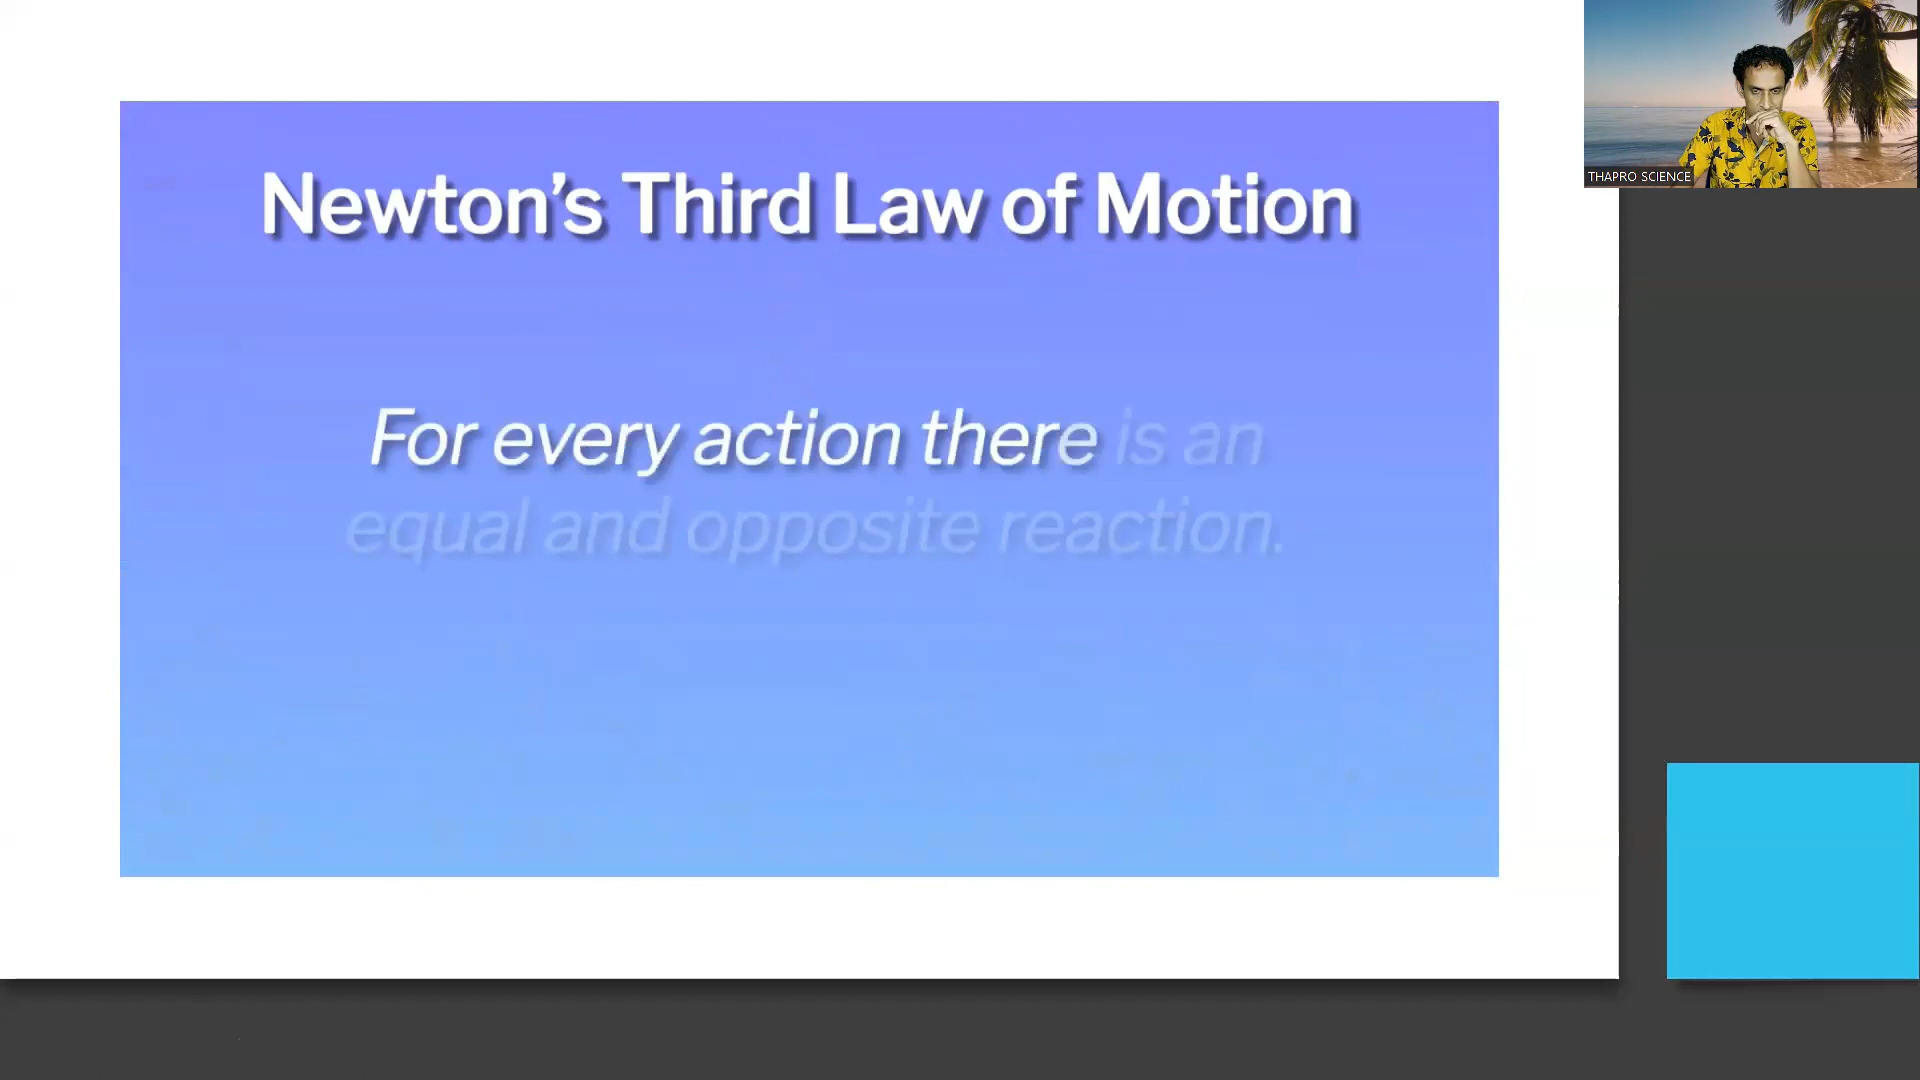 Newton’s Third Law of Motion
For every action there is an
equal and opposite reaction.
THAPRO SCIENCE